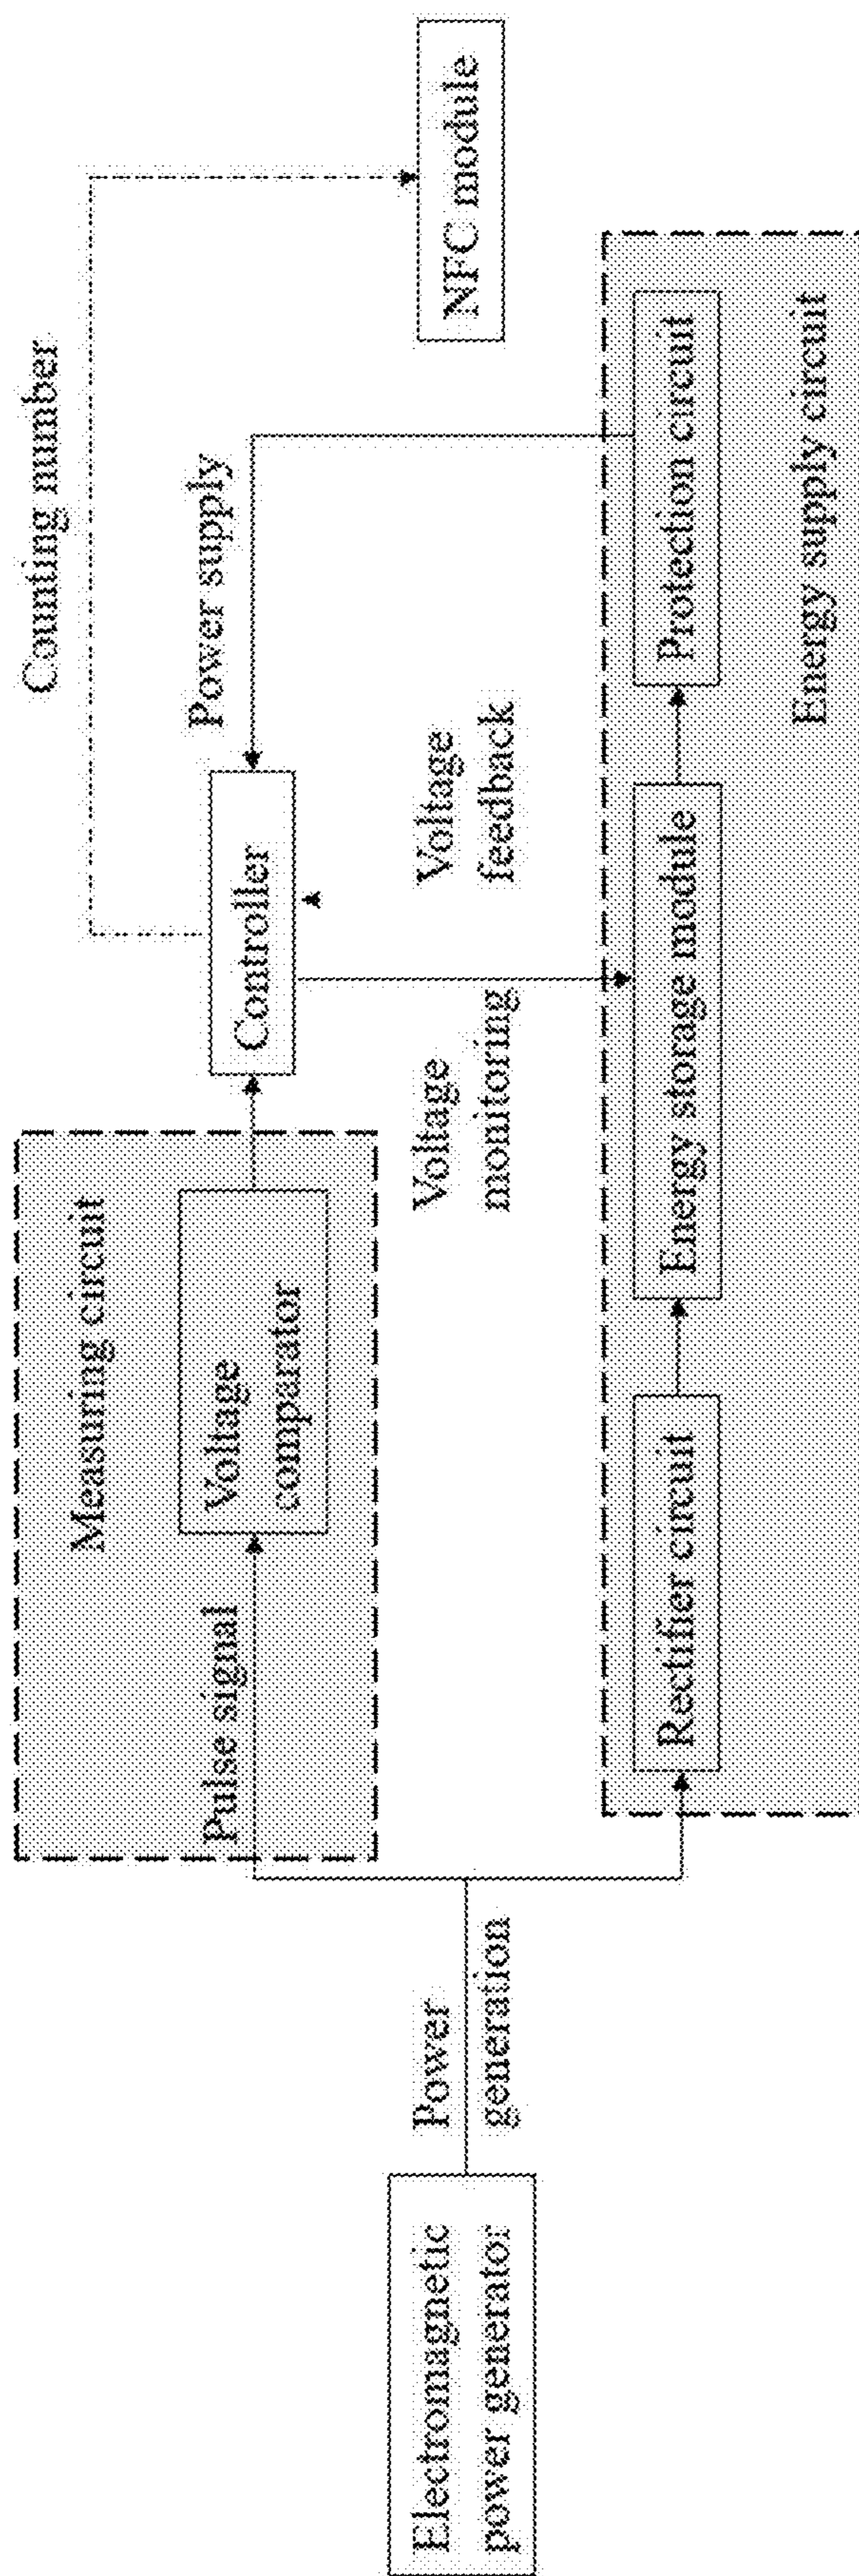 Electromagnetic
power generator
Power
generation
Measuring circuit
Pulse signal
Voltage
comparator
Controller
Counting number
Power supply
NFC module
Voltage
monitoring
Voltage
feedback
Rectifier circuit
Energy storage module
Protection circuit
Energy supply circuit